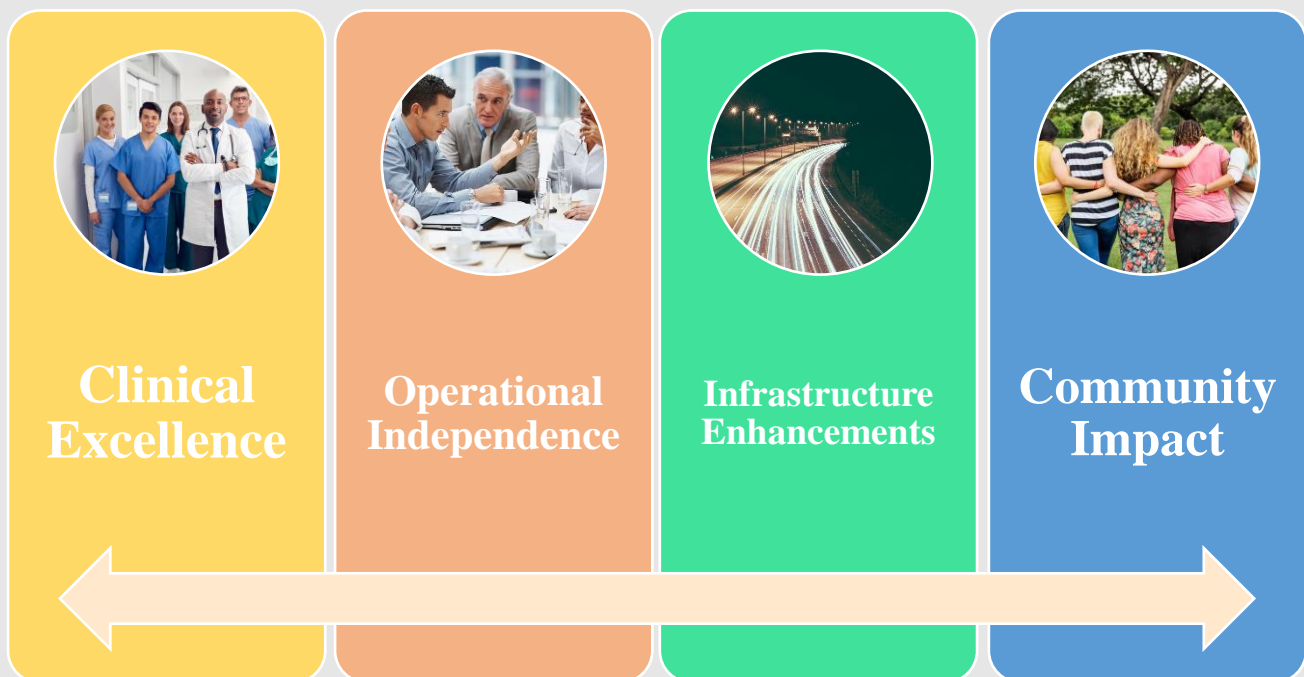 Clinical
Excellence
Operational
Independence
Infrastructure
Enhancements
Community
Impact